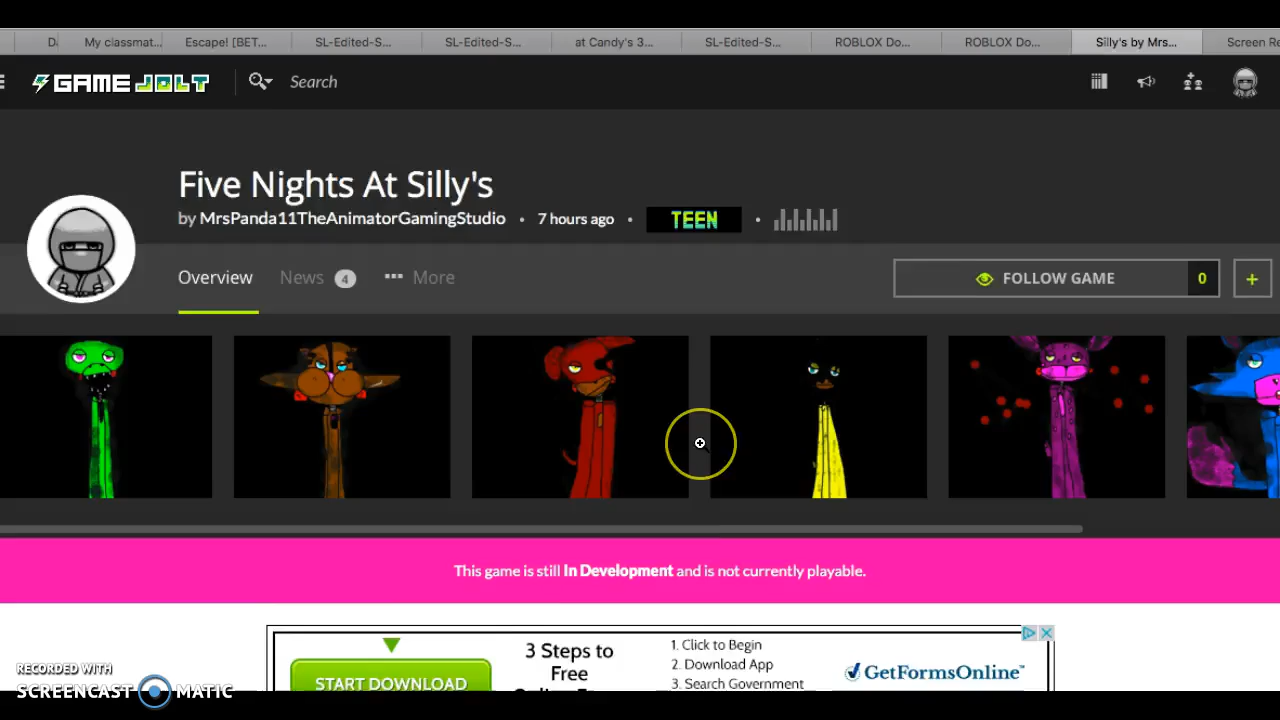 My classmat...
Escape! [BET...
SL-Edited-S...
SL-Edited-S...
at Candy's 3...
SL-Edited-S...
ROBLOX Do...
ROBLOX Do...
Silly's by Mrs...
Screen Re
GAME JOLT
Search
Five Nights At Silly's
by MrsPanda11TheAnimatorGamingStudio • 7 hours ago • TEEN •
Overview
News 4
More
FOLLOW GAME 0
This game is still In Development and is not currently playable.
START DOWNLOAD
3 Steps to
Free
1. Click to Begin
2. Download App
3. Search Government
GetFormsOnline™
RECORDED WITH
SCREENCAST MATIC